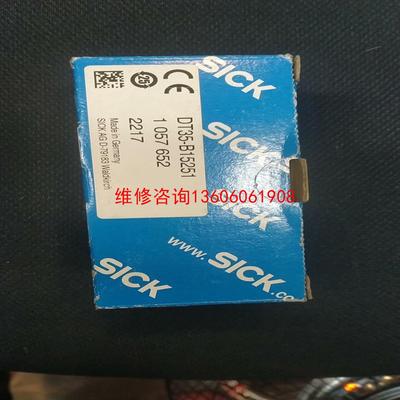 SICK
DT35-B15251
1 057 652
2217
Made in Germany
SICK AG D-79183 Waldkirch
25
CE
维修咨询13606061908
www.SICK.co
SICK
SICK